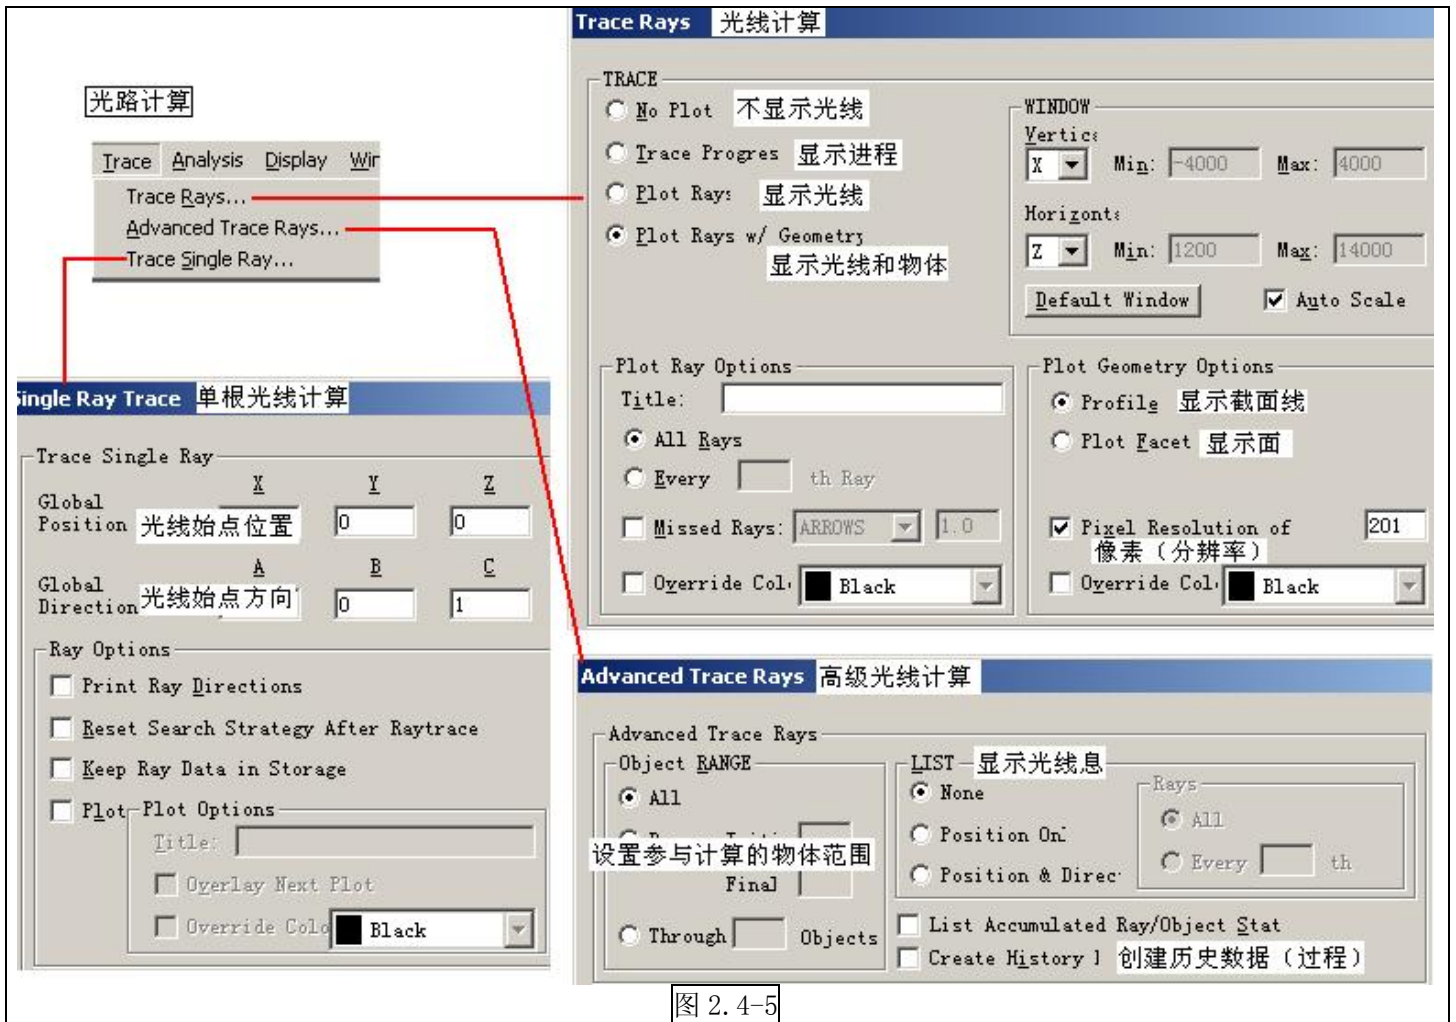 光路计算
Trace Analysis Display Wir
Trace Rays...
Advanced Trace Rays...
Trace Single Ray...
Trace Rays 光线计算
TRACE
No Plot 不显示光线
Trace Progres 显示进程
Plot Ray: 显示光线
Plot Rays w/ Geometry
显示光线和物体
WINDOW
Vertica
X Min: -4000 Max: 4000
Horizonta
Z Min: 1200 Max: 14000
Default Window Auto Scale
Plot Ray Options
Title:
All Rays
Every th Ray
Missed Rays: ARROWS 1.0
Override Col Black
Plot Geometry Options
Profile 显示截面线
Plot Facet 显示面
Pixel Resolution of 201
像素（分辨率）
Override Col Black
Single Ray Trace 单根光线计算
Trace Single Ray
X Y Z
Global
Position 光线始点位置 0 0
A B C
Global
Direction 光线始点方向 0 1
Ray Options
Print Ray Directions
Reset Search Strategy After Raytrace
Keep Ray Data in Storage
Plot Plot Options
Title:
Overlay Next Plot
Override Colo Black
Advanced Trace Rays 高级光线计算
Advanced Trace Rays
Object RANGE
All
设置参与计算的物体范围
Final
Through Objects
LIST 显示光线息
None
Position On
Position & Direc
Rays
All
Every th
List Accumulated Ray/Object Stat
Create History 创建历史数据（过程）
图 2.4-5